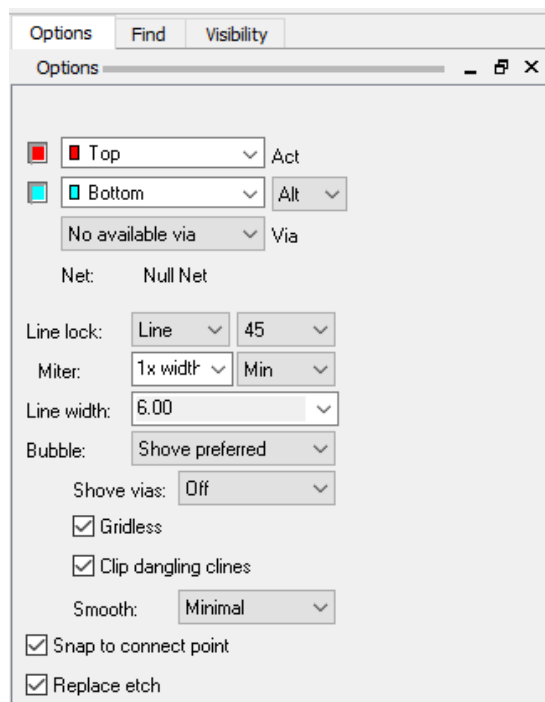 Options Find Visibility
Options
Top Act
Bottom Alt
No available via Via
Net: Null Net
Line lock: Line 45
Miter: 1x width Min
Line width: 6.00
Bubble: Shove preferred
Shove vias: Off
Gridless
Clip dangling clines
Smooth: Minimal
Snap to connect point
Replace etch